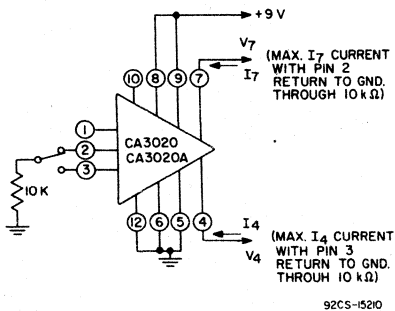 +9 V
V7
(MAX. I7 CURRENT
WITH PIN 2
RETURN TO GND.
THROUGH 10 kΩ)
I7
10
8
9
7
1
2
3
CA3020
CA3020A
10K
12
6
5
4
I4
V4
(MAX. I4 CURRENT
WITH PIN 3
RETURN TO GND.
THROUH 10 kΩ)
92CS-15210